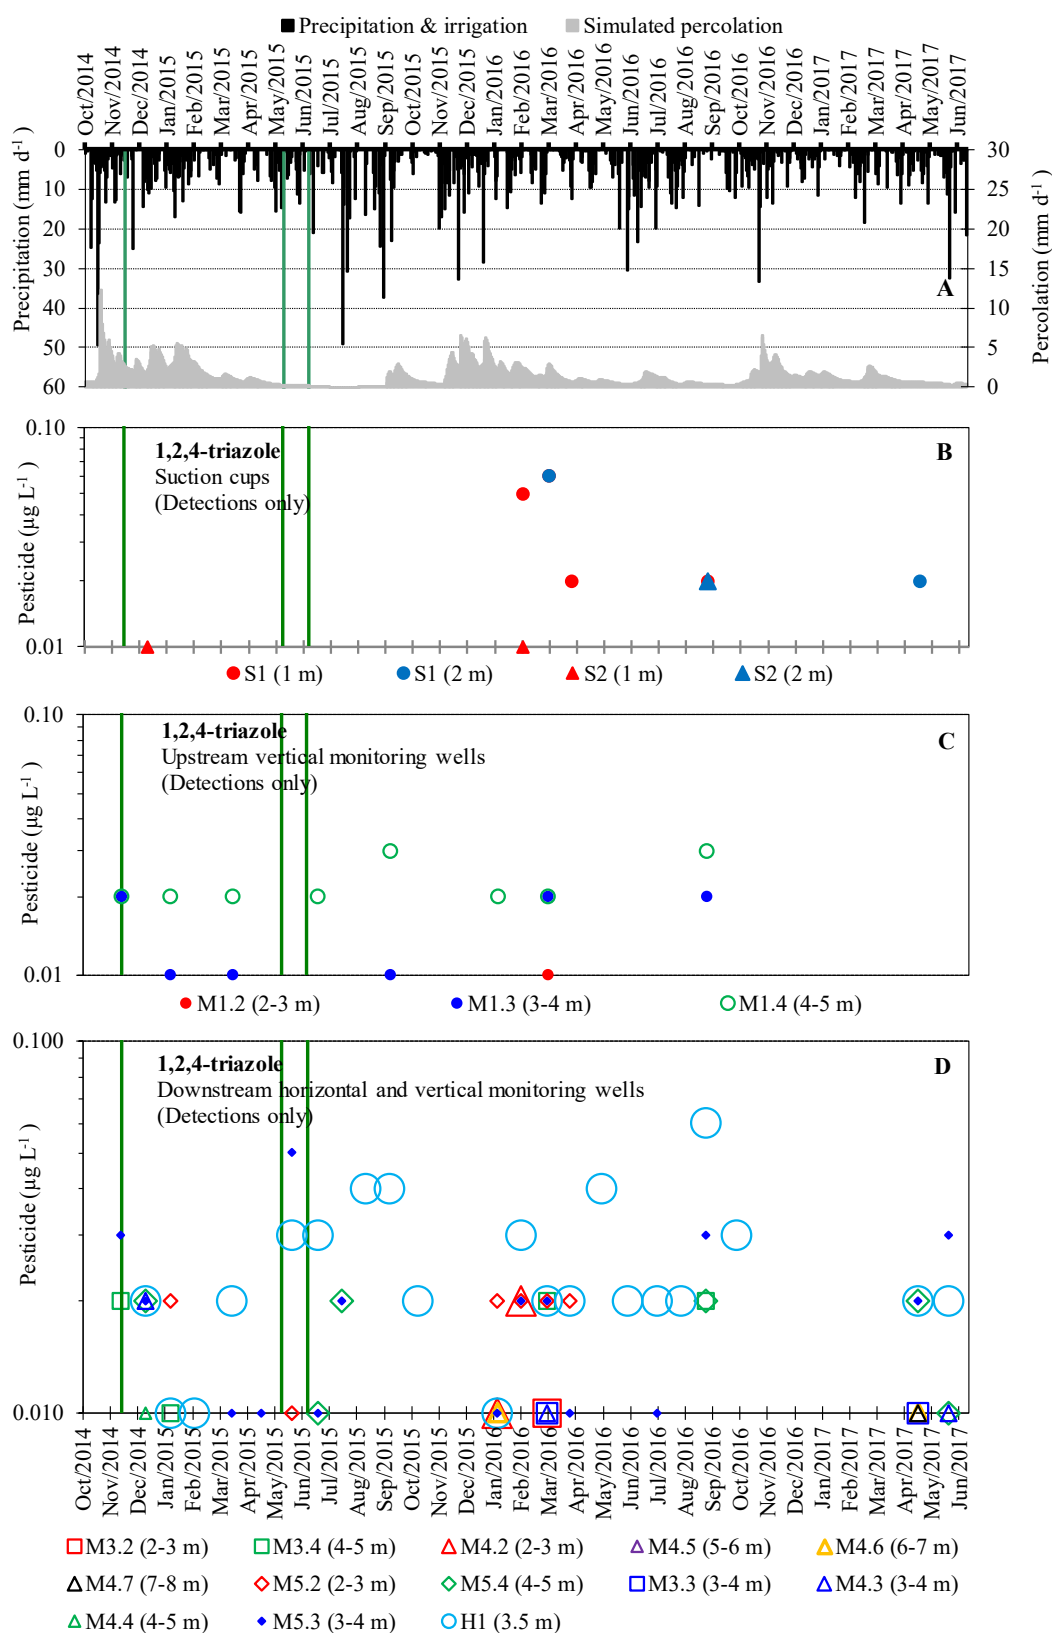 Precipitation & irrigation Simulated percolation
Oct/2014 Nov/2014 Dec/2014 Jan/2015 Feb/2015 Mar/2015 Apr/2015 May/2015 Jun/2015 Jul/2015 Aug/2015 Sep/2015 Oct/2015 Nov/2015 Dec/2015 Jan/2016 Feb/2016 Mar/2016 Apr/2016 May/2016 Jun/2016 Jul/2016 Aug/2016 Sep/2016 Oct/2016 Nov/2016 Dec/2016 Jan/2017 Feb/2017 Mar/2017 Apr/2017 May/2017 Jun/2017
Precipitation (mm d⁻¹)
0
10
20
30
40
50
60
30
25
20
15
10
5
0
Percolation (mm d⁻¹)
A
Pesticide (µg L⁻¹)
0.10
0.01
1,2,4-triazole
Suction cups
(Detections only)
B
S1 (1 m) S1 (2 m) S2 (1 m) S2 (2 m)
Pesticide (µg L⁻¹)
0.10
0.01
1,2,4-triazole
Upstream vertical monitoring wells
(Detections only)
C
M1.2 (2-3 m) M1.3 (3-4 m) M1.4 (4-5 m)
Pesticide (µg L⁻¹)
0.100
0.010
1,2,4-triazole
Downstream horizontal and vertical monitoring wells
(Detections only)
D
Oct/2014 Nov/2014 Dec/2014 Jan/2015 Feb/2015 Mar/2015 Apr/2015 May/2015 Jun/2015 Jul/2015 Aug/2015 Sep/2015 Oct/2015 Nov/2015 Dec/2015 Jan/2016 Feb/2016 Mar/2016 Apr/2016 May/2016 Jun/2016 Jul/2016 Aug/2016 Sep/2016 Oct/2016 Nov/2016 Dec/2016 Jan/2017 Feb/2017 Mar/2017 Apr/2017 May/2017 Jun/2017
M3.2 (2-3 m) M3.4 (4-5 m) M4.2 (2-3 m) M4.5 (5-6 m) M4.6 (6-7 m)
M4.7 (7-8 m) M5.2 (2-3 m) M5.4 (4-5 m) M3.3 (3-4 m) M4.3 (3-4 m)
M4.4 (4-5 m) M5.3 (3-4 m) H1 (3.5 m)